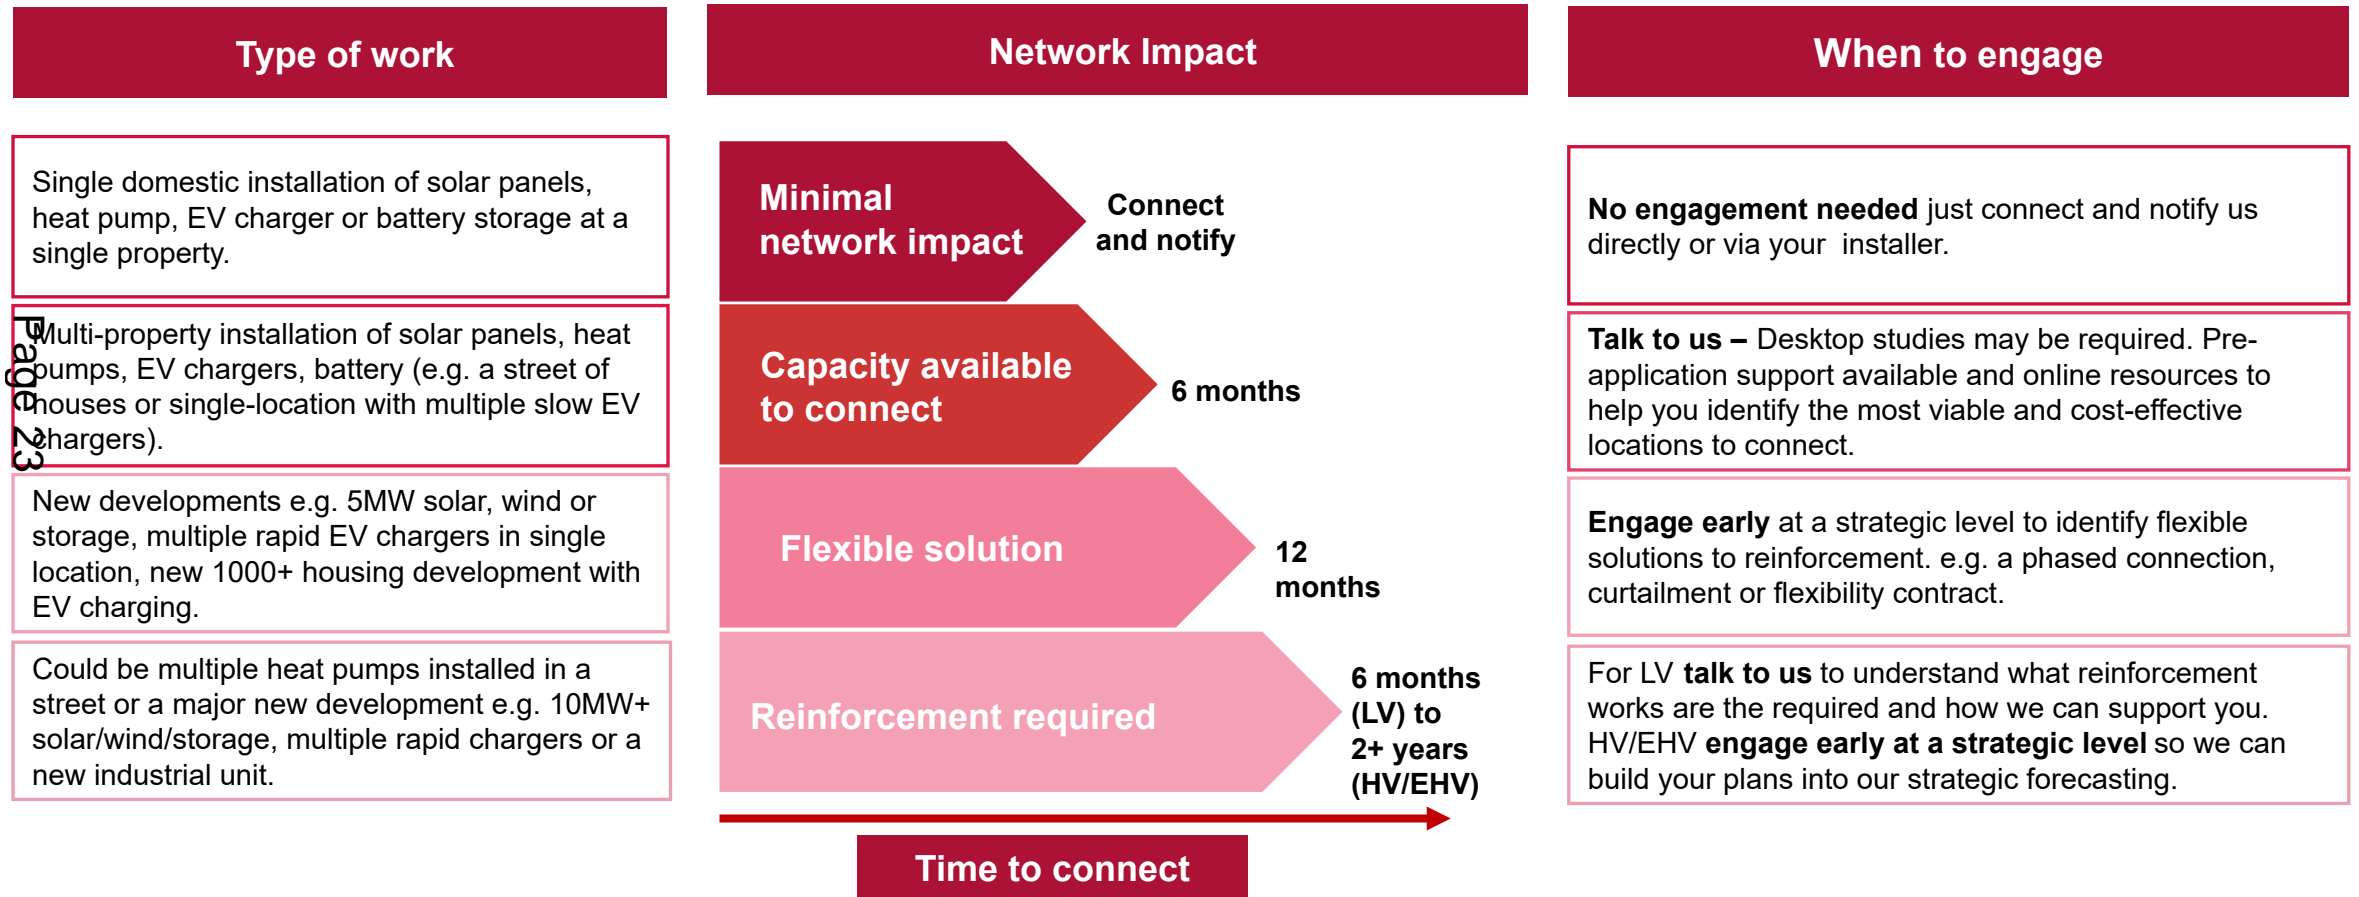 Type of work
Network Impact
When to engage
Single domestic installation of solar panels,
heat pump, EV charger or battery storage at a
single property.
Minimal
network impact
Connect
and notify
No engagement needed just connect and notify us
directly or via your installer.
Page 23
Multi-property installation of solar panels, heat
pumps, EV chargers, battery (e.g. a street of
houses or single-location with multiple slow EV
chargers).
Capacity available
to connect
6 months
Talk to us – Desktop studies may be required. Pre-
application support available and online resources to
help you identify the most viable and cost-effective
locations to connect.
New developments e.g. 5MW solar, wind or
storage, multiple rapid EV chargers in single
location, new 1000+ housing development with
EV charging.
Flexible solution
12
months
Engage early at a strategic level to identify flexible
solutions to reinforcement. e.g. a phased connection,
curtailment or flexibility contract.
Could be multiple heat pumps installed in a
street or a major new development e.g. 10MW+
solar/wind/storage, multiple rapid chargers or a
new industrial unit.
Reinforcement required
6 months
(LV) to
2+ years
(HV/EHV)
For LV talk to us to understand what reinforcement
works are the required and how we can support you.
HV/EHV engage early at a strategic level so we can
build your plans into our strategic forecasting.
Time to connect